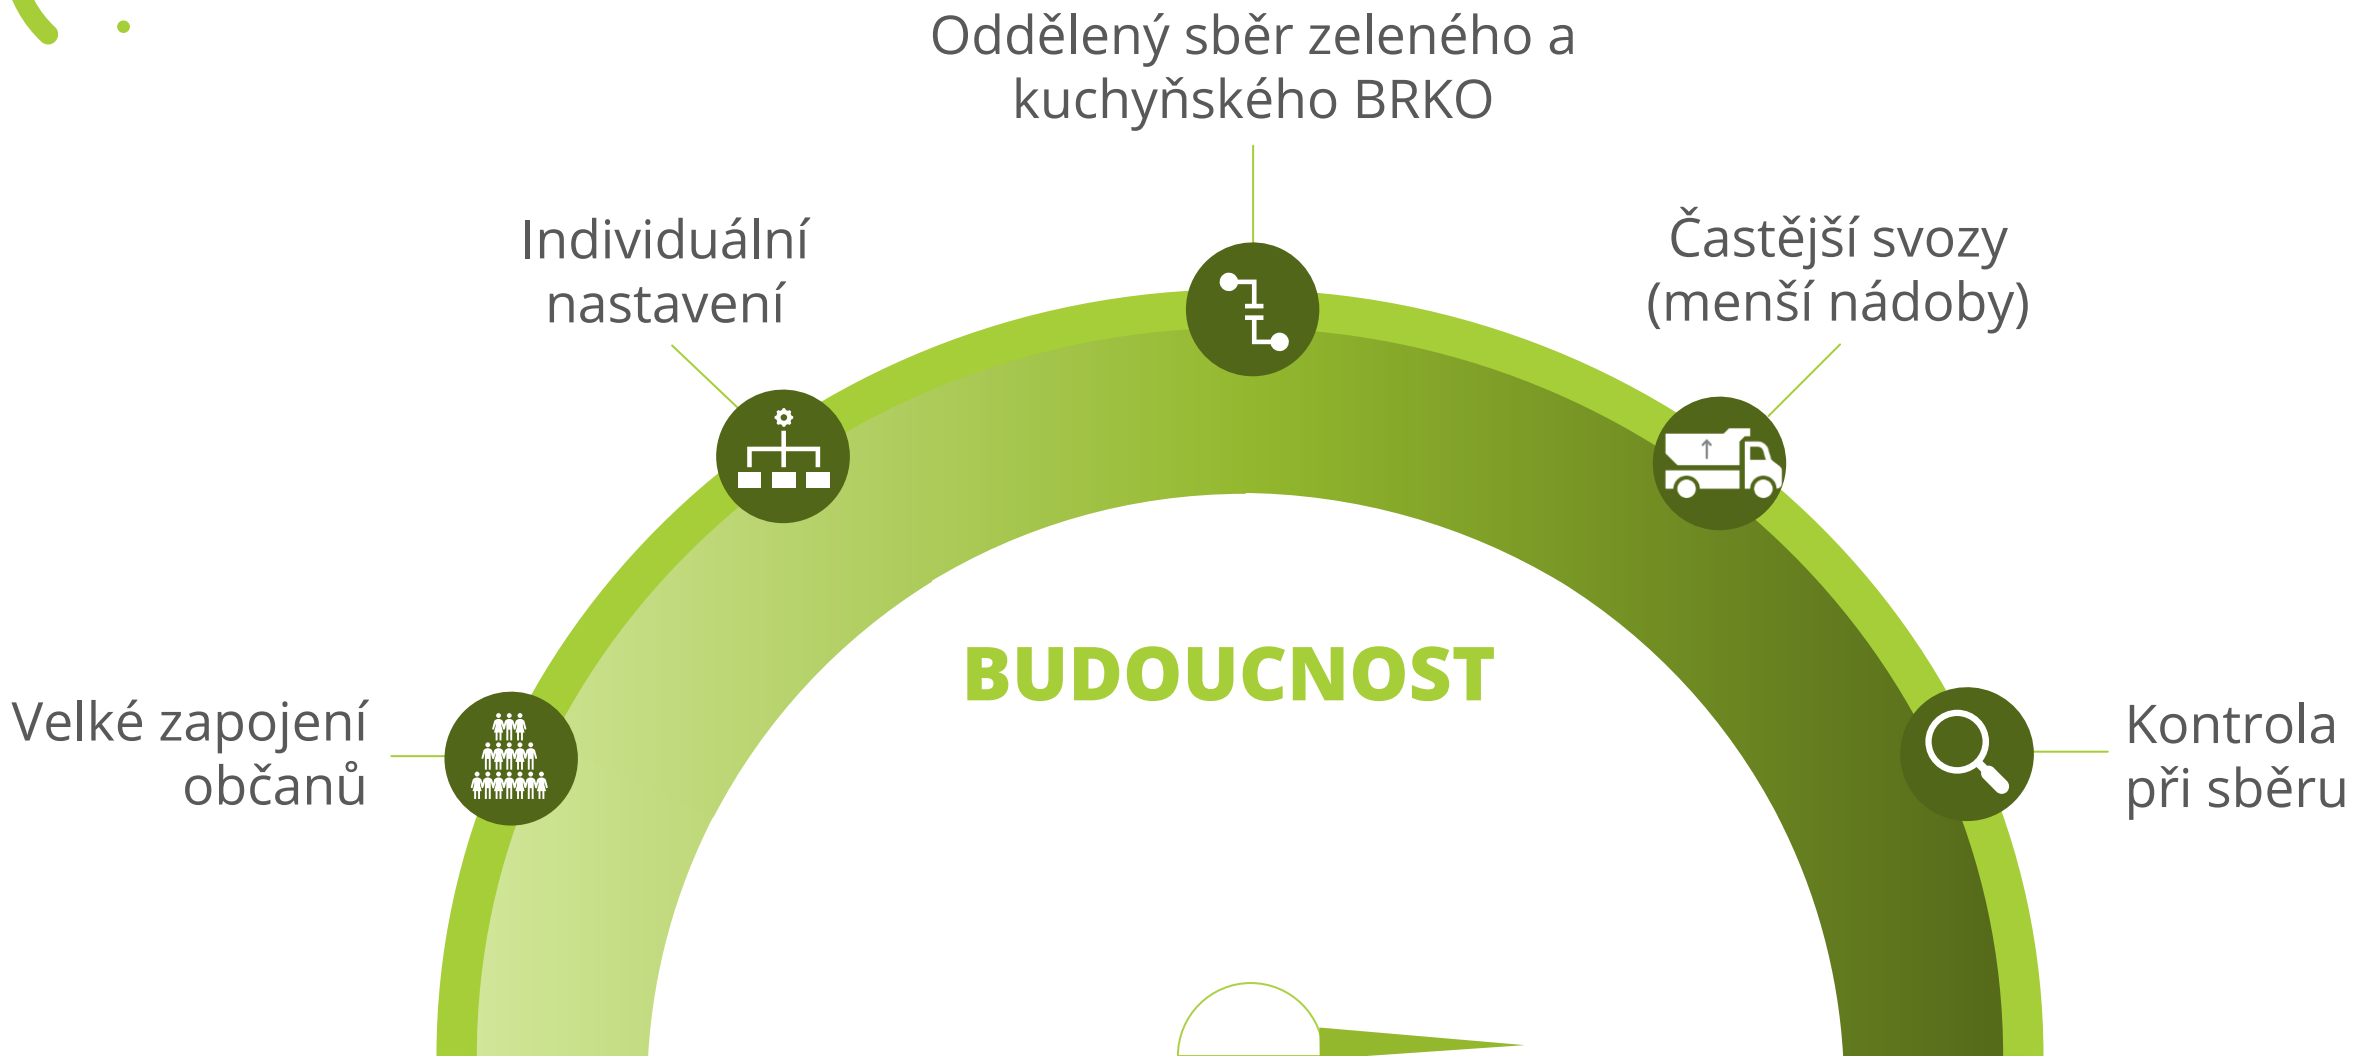 Oddělený sběr zeleného a
kuchyňského BRKO
Individuální
nastavení
Častější svozy
(menší nádoby)
BUDOUCNOST
Velké zapojení
občanů
Kontrola
při sběru